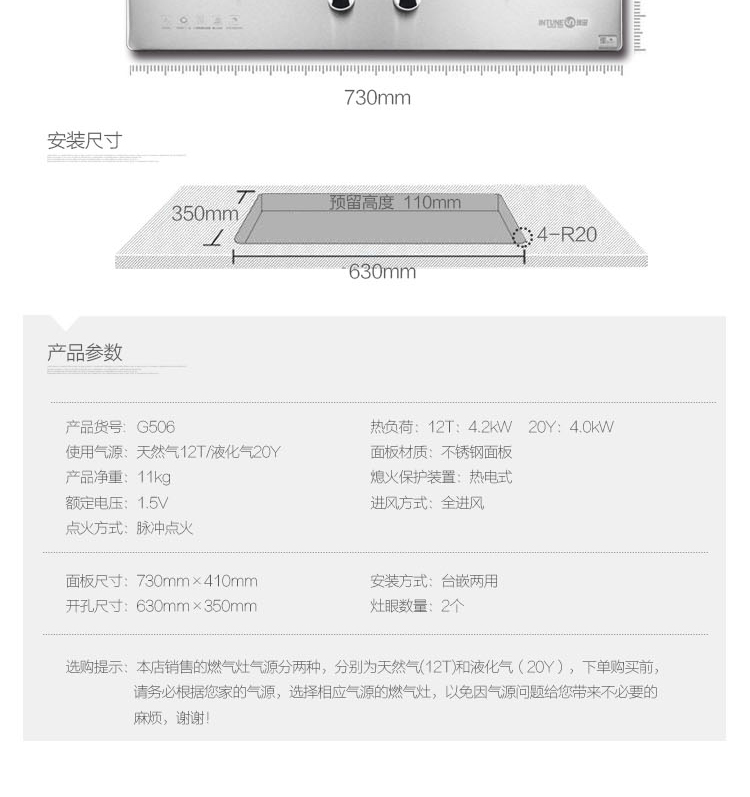 INTUNE
730mm
安装尺寸
预留高度 110mm
350mm
4-R20
630mm
产品参数
产品货号: G506
热负荷: 12T: 4.2kW 20Y: 4.0kW
使用气源: 天然气12T/液化气20Y
面板材质: 不锈钢面板
产品净重: 11kg
熄火保护装置: 热电式
额定电压: 1.5V
进风方式: 全进风
点火方式: 脉冲点火
面板尺寸: 730mm×410mm
安装方式: 台嵌两用
开孔尺寸: 630mm×350mm
灶眼数量: 2个
选购提示: 本店销售的燃气灶气源分两种，分别为天然气(12T)和液化气（20Y），下单购买前，
请务必根据您家的气源，选择相应气源的燃气灶，以免因气源问题给您带来不必要的
麻烦，谢谢!